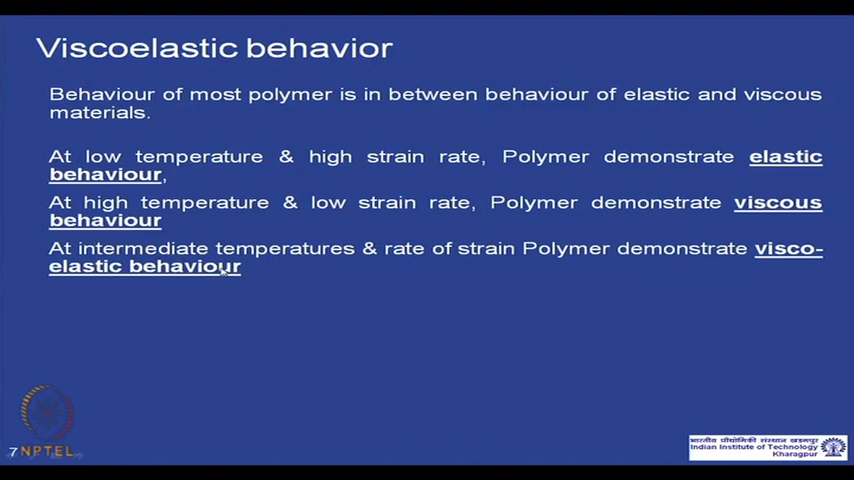 Viscoelastic behavior
Behaviour of most polymer is in between behaviour of elastic and viscous
materials.
At low temperature & high strain rate, Polymer demonstrate elastic
behaviour,
At high temperature & low strain rate, Polymer demonstrate viscous
behaviour
At intermediate temperatures & rate of strain Polymer demonstrate visco-
elastic behaviour
7 NPTEL
भारतीय प्रौद्योगिकी संस्थान खड़गपुर
Indian Institute of Technology
Kharagpur